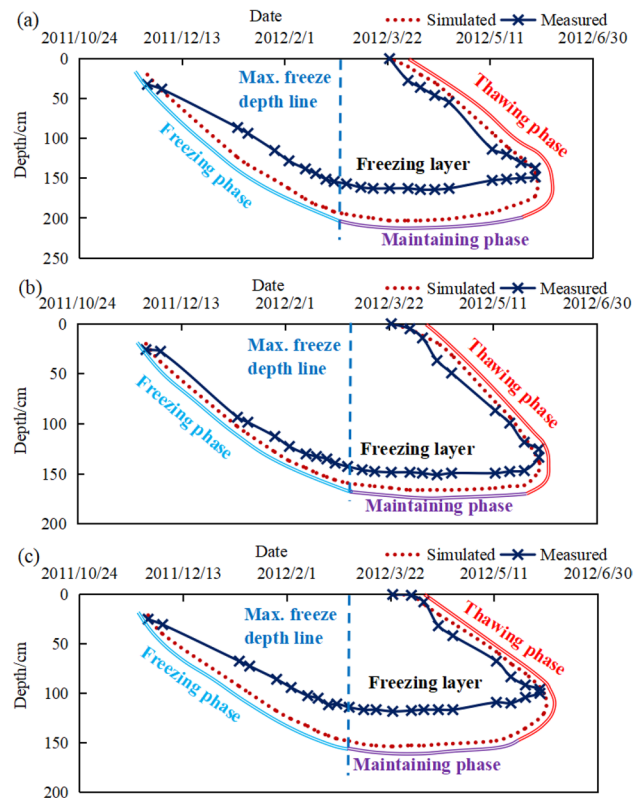 (a)
Date
Simulated
Measured
2011/10/24 2011/12/13 2012/2/1 2012/3/22 2012/5/11 2012/6/30
0
50
100
150
200
250
Depth/cm
Max. freeze
depth line
Freezing phase
Freezing layer
Thawing phase
Maintaining phase
(b)
Date
Simulated
Measured
2011/10/24 2011/12/13 2012/2/1 2012/3/22 2012/5/11 2012/6/30
0
50
100
150
200
Depth/cm
Max. freeze
depth line
Freezing phase
Freezing layer
Thawing phase
Maintaining phase
(c)
Date
Simulated
Measured
2011/10/24 2011/12/13 2012/2/1 2012/3/22 2012/5/11 2012/6/30
0
50
100
150
200
Depth/cm
Max. freeze
depth line
Freezing phase
Freezing layer
Thawing phase
Maintaining phase